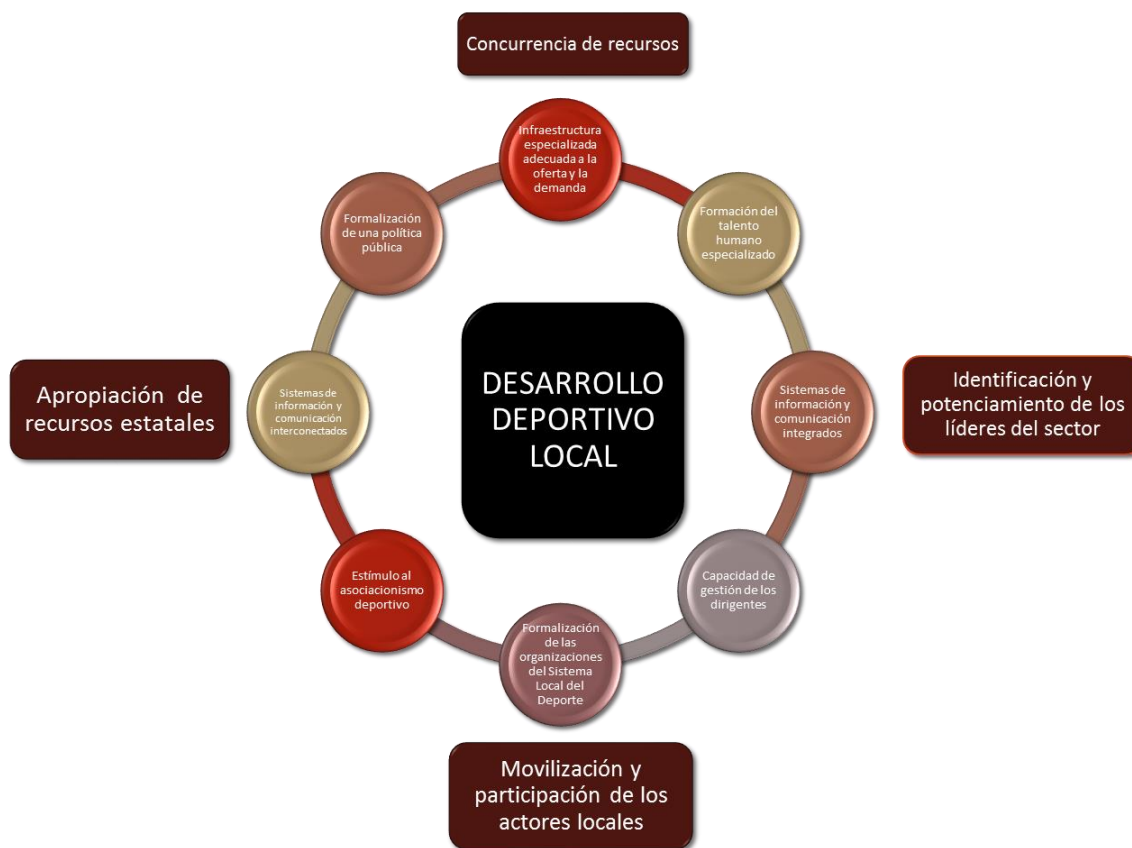 Concurrencia de recursos
Infraestructura
especializada
adecuada a la
oferta y la
demanda
Formación del
talento
humano
especializado
Sistemas de
información y
comunicación
integrados
Capacidad de
gestión de los
dirigentes
Formalización
de las
organizaciones
del Sistema
Local del
Deporte
Estímulo al
asociacionismo
deportivo
Sistemas de
información y
comunicación
interconectados
Formalización
de una política
pública
DESARROLLO
DEPORTIVO
LOCAL
Apropiación de
recursos estatales
Identificación y
potenciamiento de los
líderes del sector
Movilización y
participación de los
actores locales